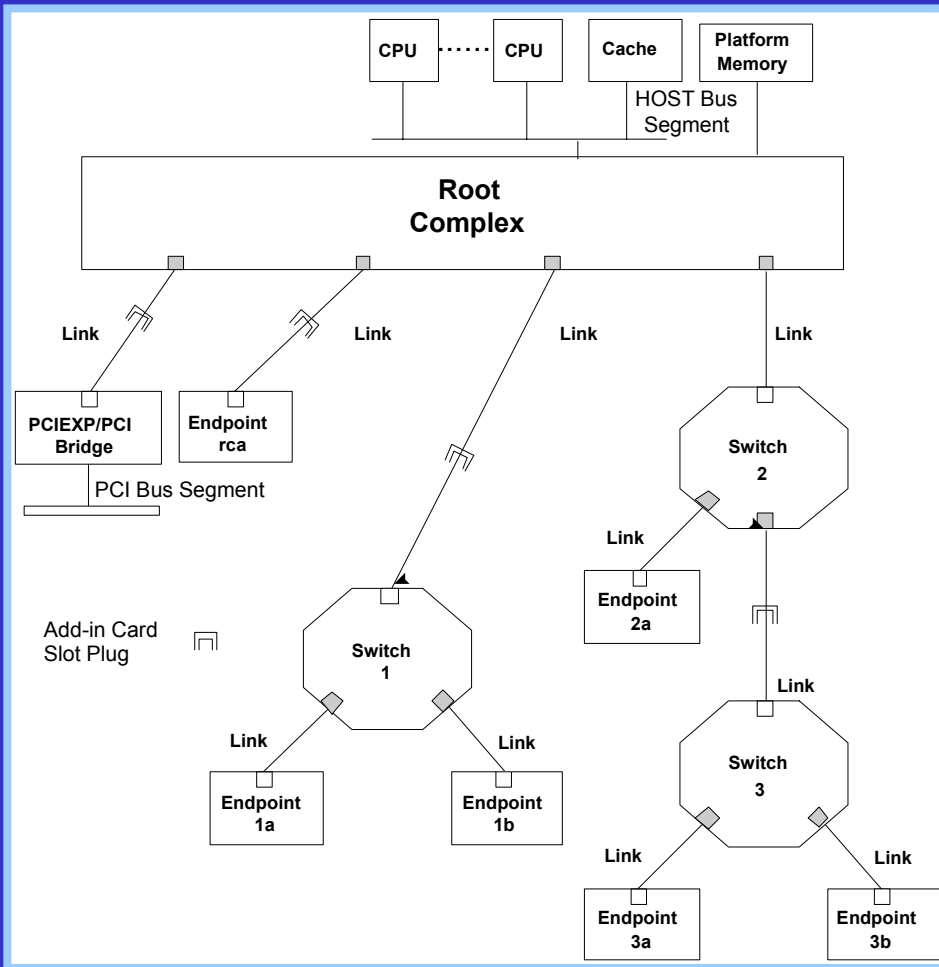 CPU
CPU
Cache
Platform
Memory
HOST Bus
Segment
Root
Complex
Link
Link
Link
Link
PCIEXP/PCI
Bridge
Endpoint
rca
PCI Bus Segment
Switch
2
Link
Endpoint
2a
Add-in Card
Slot Plug
Switch
1
Link
Link
Link
Endpoint
1a
Endpoint
1b
Switch
3
Link
Link
Endpoint
3a
Endpoint
3b